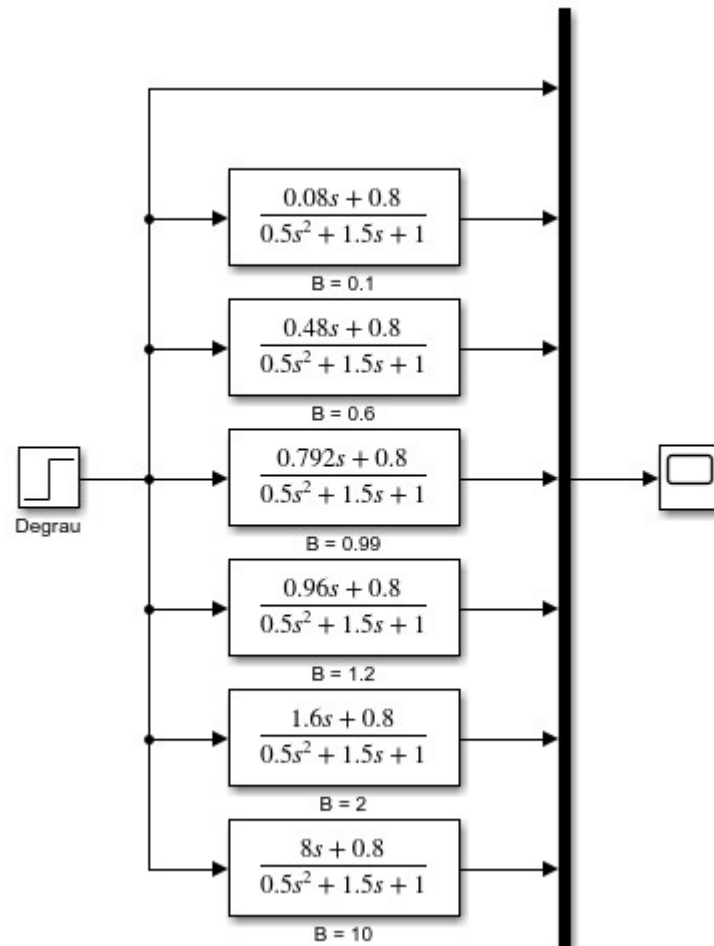 0.08s + 0.8
0.5s² + 1.5s + 1
B = 0.1
0.48s + 0.8
0.5s² + 1.5s + 1
B = 0.6
0.792s + 0.8
0.5s² + 1.5s + 1
B = 0.99
Degrau
0.96s + 0.8
0.5s² + 1.5s + 1
B = 1.2
1.6s + 0.8
0.5s² + 1.5s + 1
B = 2
8s + 0.8
0.5s² + 1.5s + 1
B = 10